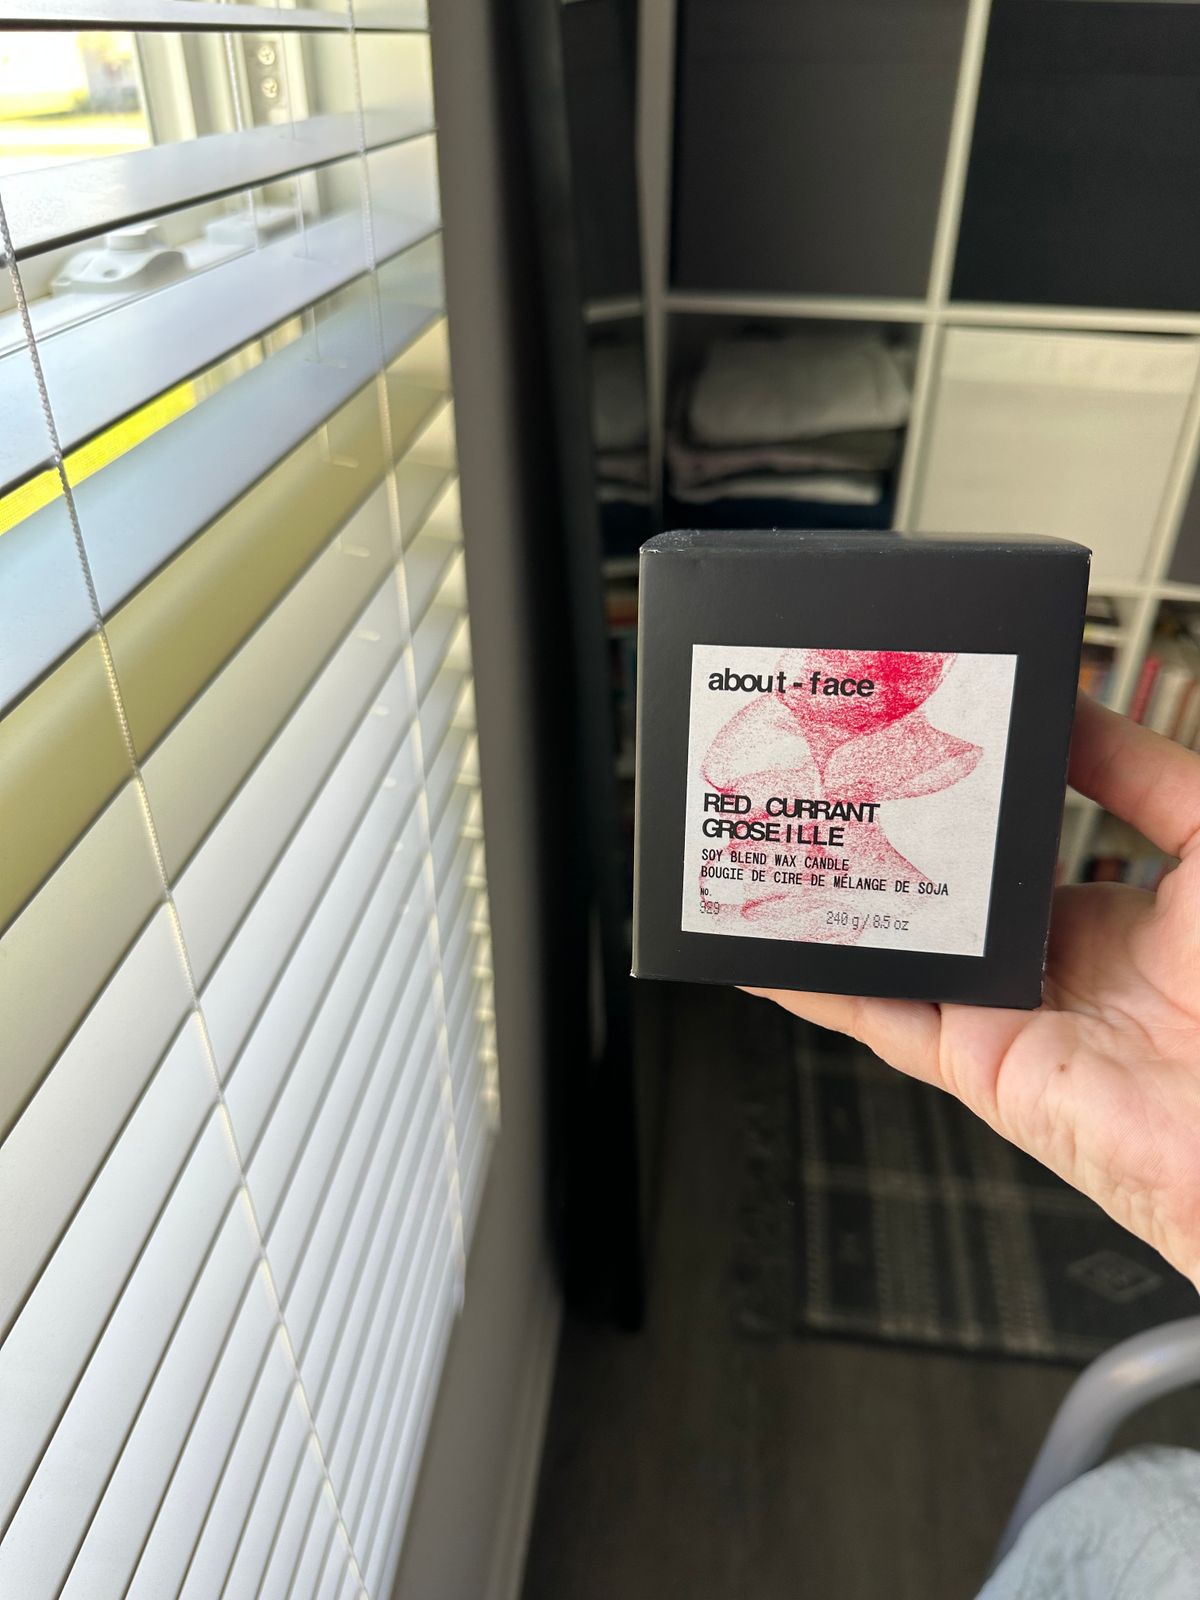 about-face
RED CURRANT
GROSEILLE
SOY BLEND WAX CANDLE
BOUGIE DE CIRE DE MÉLANGE DE SOJA
NO.
929
240 g / 8.5 oz